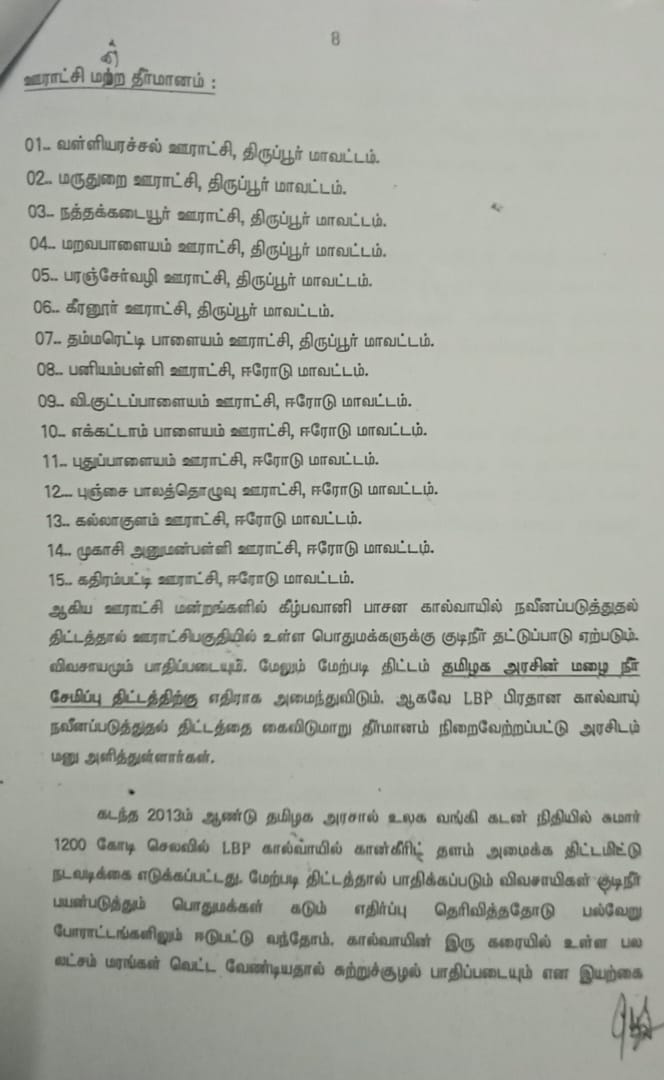 8
ஊராட்சி மன்ற தீர்மானம் :
01.. வள்ளியரச்சல் ஊராட்சி, திருப்பூர் மாவட்டம்.
02.. மருதுறை ஊராட்சி, திருப்பூர் மாவட்டம்.
03.. நத்தக்கடையூர் ஊராட்சி, திருப்பூர் மாவட்டம்.
04.. மறவபாளையம் ஊராட்சி, திருப்பூர் மாவட்டம்.
05.. பரஞ்சேர்வழி ஊராட்சி, திருப்பூர் மாவட்டம்.
06.. கீரனூர் ஊராட்சி, திருப்பூர் மாவட்டம்.
07.. தம்மரெட்டி பாளையம் ஊராட்சி, திருப்பூர் மாவட்டம்.
08.. பனியம்பள்ளி ஊராட்சி, ஈரோடு மாவட்டம்.
09.. வி.குட்டப்பாளையம் ஊராட்சி, ஈரோடு மாவட்டம்.
10.. எக்கட்டாம் பாளையம் ஊராட்சி, ஈரோடு மாவட்டம்.
11.. புதுப்பாளையம் ஊராட்சி, ஈரோடு மாவட்டம்.
12... புஞ்சை பாலத்தொழுவு ஊராட்சி, ஈரோடு மாவட்டம்.
13.. கல்லாகுளம் ஊராட்சி, ஈரோடு மாவட்டம்.
14.. முகாசி அனுமன்பள்ளி ஊராட்சி, ஈரோடு மாவட்டம்.
15.. கதிரம்பட்டி ஊராட்சி, ஈரோடு மாவட்டம்.
ஆகிய ஊராட்சி மன்றங்களில் கீழ்பவானி பாசன கால்வாயில் நவீனப்படுத்துதல்
திட்டத்தால் ஊராட்சிபகுதியில் உள்ள பொதுமக்களுக்கு குடிநீர் தட்டுப்பாடு ஏற்படும்.
விவசாயமும் பாதிப்படையும். மேலும் மேற்படி திட்டம் தமிழக அரசின் மழை நீர்
சேமிப்பு திட்டத்திற்கு எதிராக அமைந்துவிடும். ஆகவே LBP பிரதான கால்வாய்
நவீனப்படுத்துதல் திட்டத்தை கைவிடுமாறு தீர்மானம் நிறைவேற்றப்பட்டு அரசிடம்
மனு அளித்துள்ளார்கள்.
கடந்த 2013ம் ஆண்டு தமிழக அரசால் உலக வங்கி கடன் நிதியில் சுமார்
1200 கோடி செலவில் LBP கால்வாயில் கான்கீரிட் தளம் அமைக்க திட்டமிட்டு
நடவடிக்கை எடுக்கப்பட்டது. மேற்படி திட்டத்தால் பாதிக்கப்படும் விவசாயிகள் குடிநீர்
பயன்படுத்தும் பொதுமக்கள் கடும் எதிர்ப்பு தெரிவித்ததோடு பல்வேறு
போராட்டங்களிலும் ஈடுபட்டு வந்தோம். கால்வாயின் இரு கரையில் உள்ள பல
லட்சம் மரங்கள் வெட்ட வேண்டியதால் சுற்றுச்சூழல் பாதிப்படையும் என இயற்கை